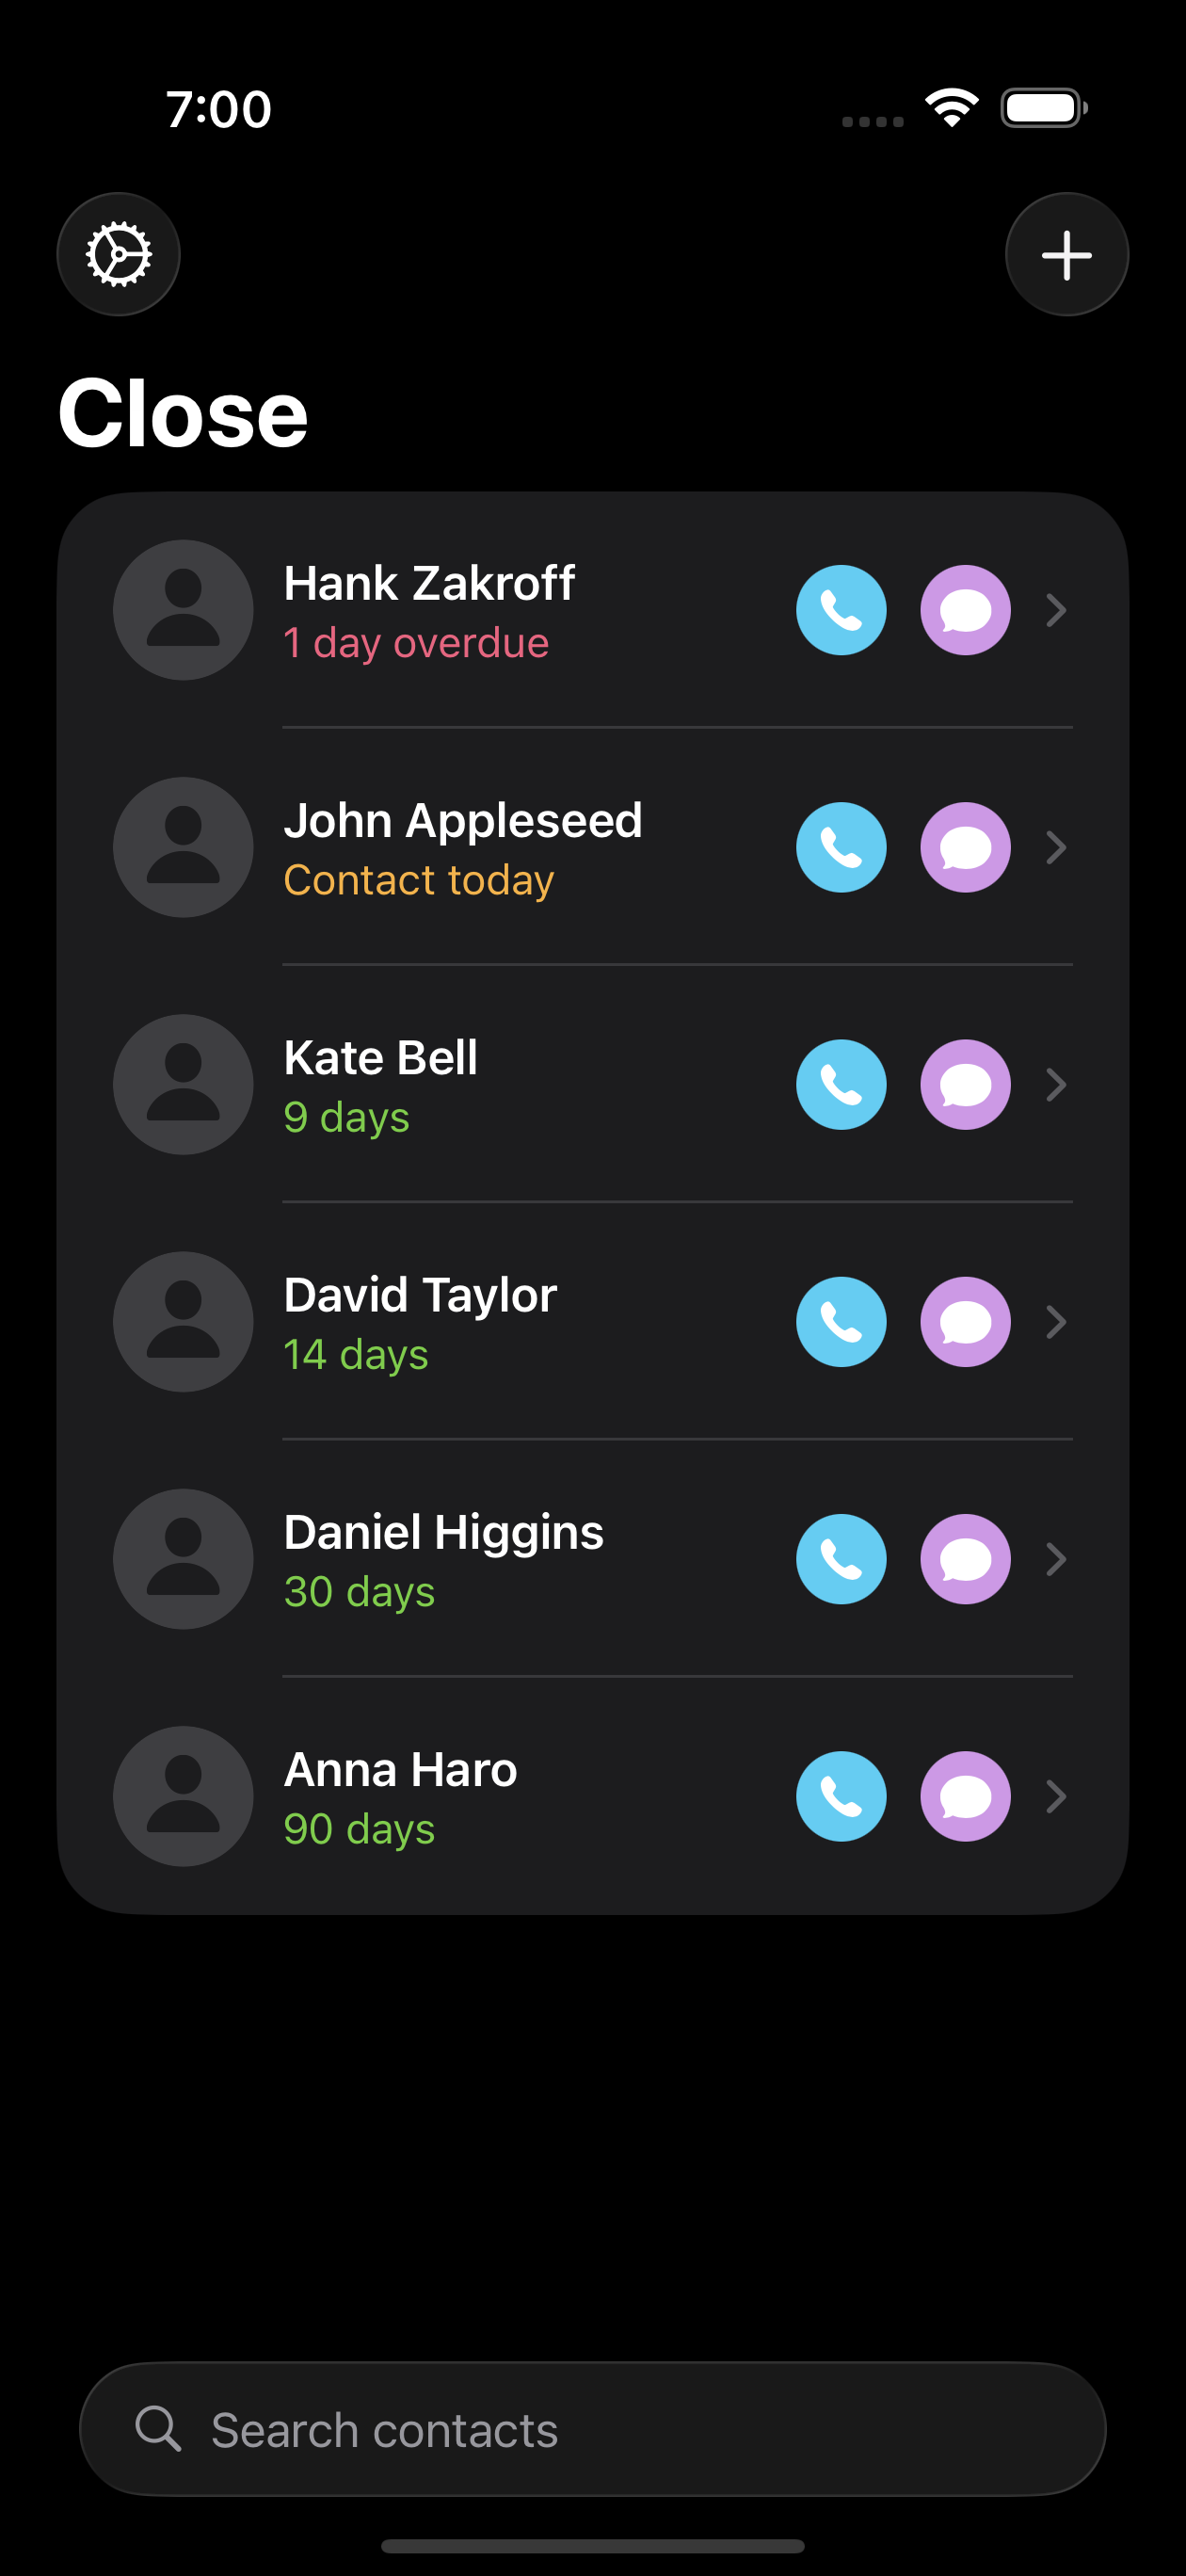 7:00
Close
Hank Zakroff
1 day overdue
John Appleseed
Contact today
Kate Bell
9 days
David Taylor
14 days
Daniel Higgins
30 days
Anna Haro
90 days
Search contacts